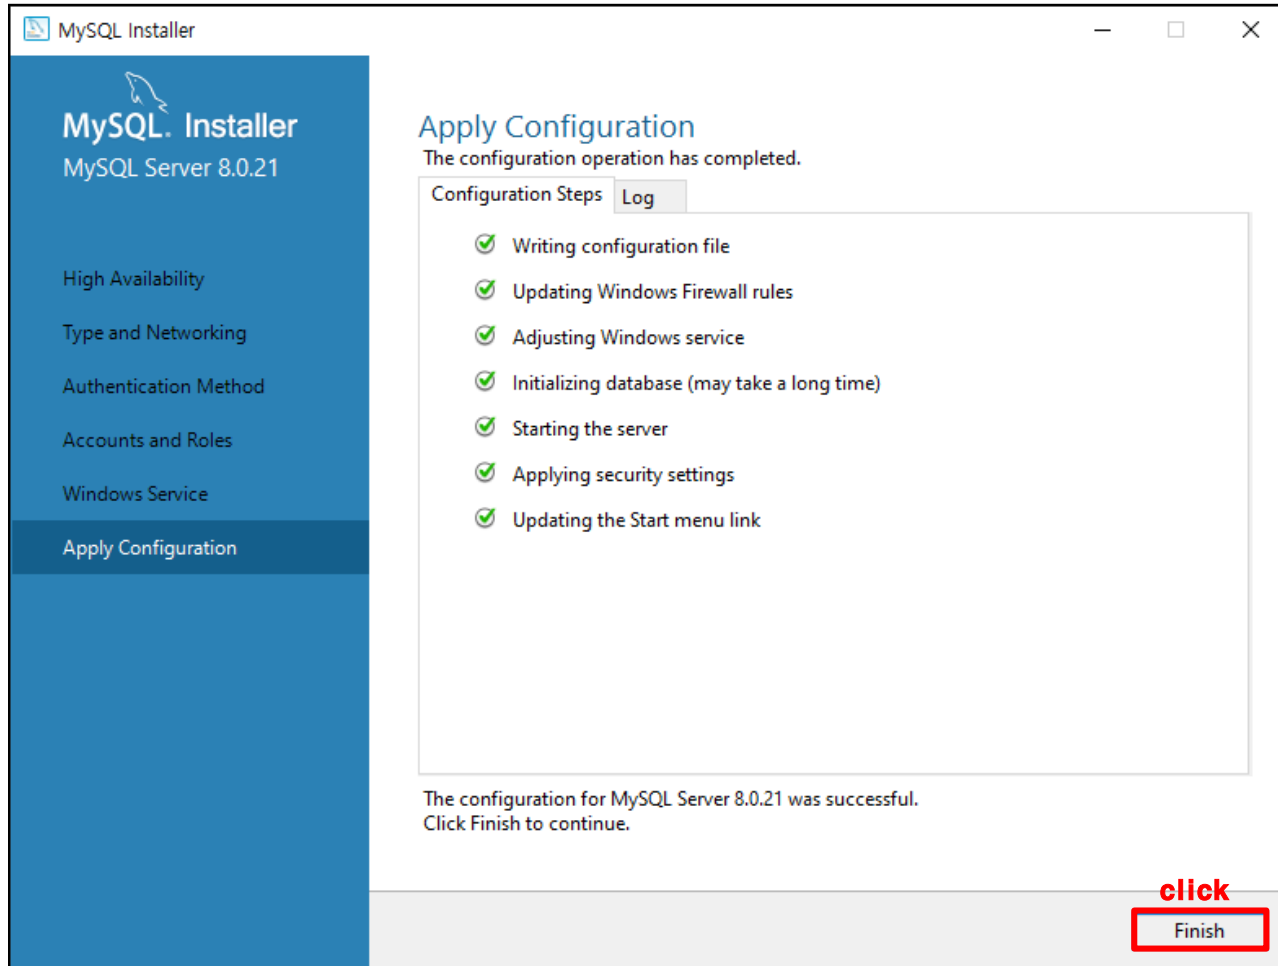 MySQL Installer
MySQL. Installer
MySQL Server 8.0.21
High Availability
Type and Networking
Authentication Method
Accounts and Roles
Windows Service
Apply Configuration
Apply Configuration
The configuration operation has completed.
Configuration Steps
Log
Writing configuration file
Updating Windows Firewall rules
Adjusting Windows service
Initializing database (may take a long time)
Starting the server
Applying security settings
Updating the Start menu link
The configuration for MySQL Server 8.0.21 was successful.
Click Finish to continue.
click
Finish